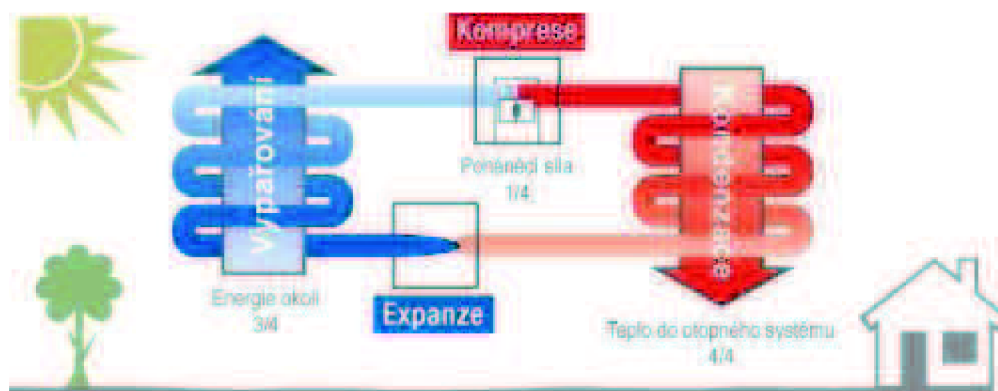 Komprese
Vypařování
Kondenzace
Poháněcí síla
1/4
Energie okolí
3/4
Expanze
Teplo do otopného systému
4/4